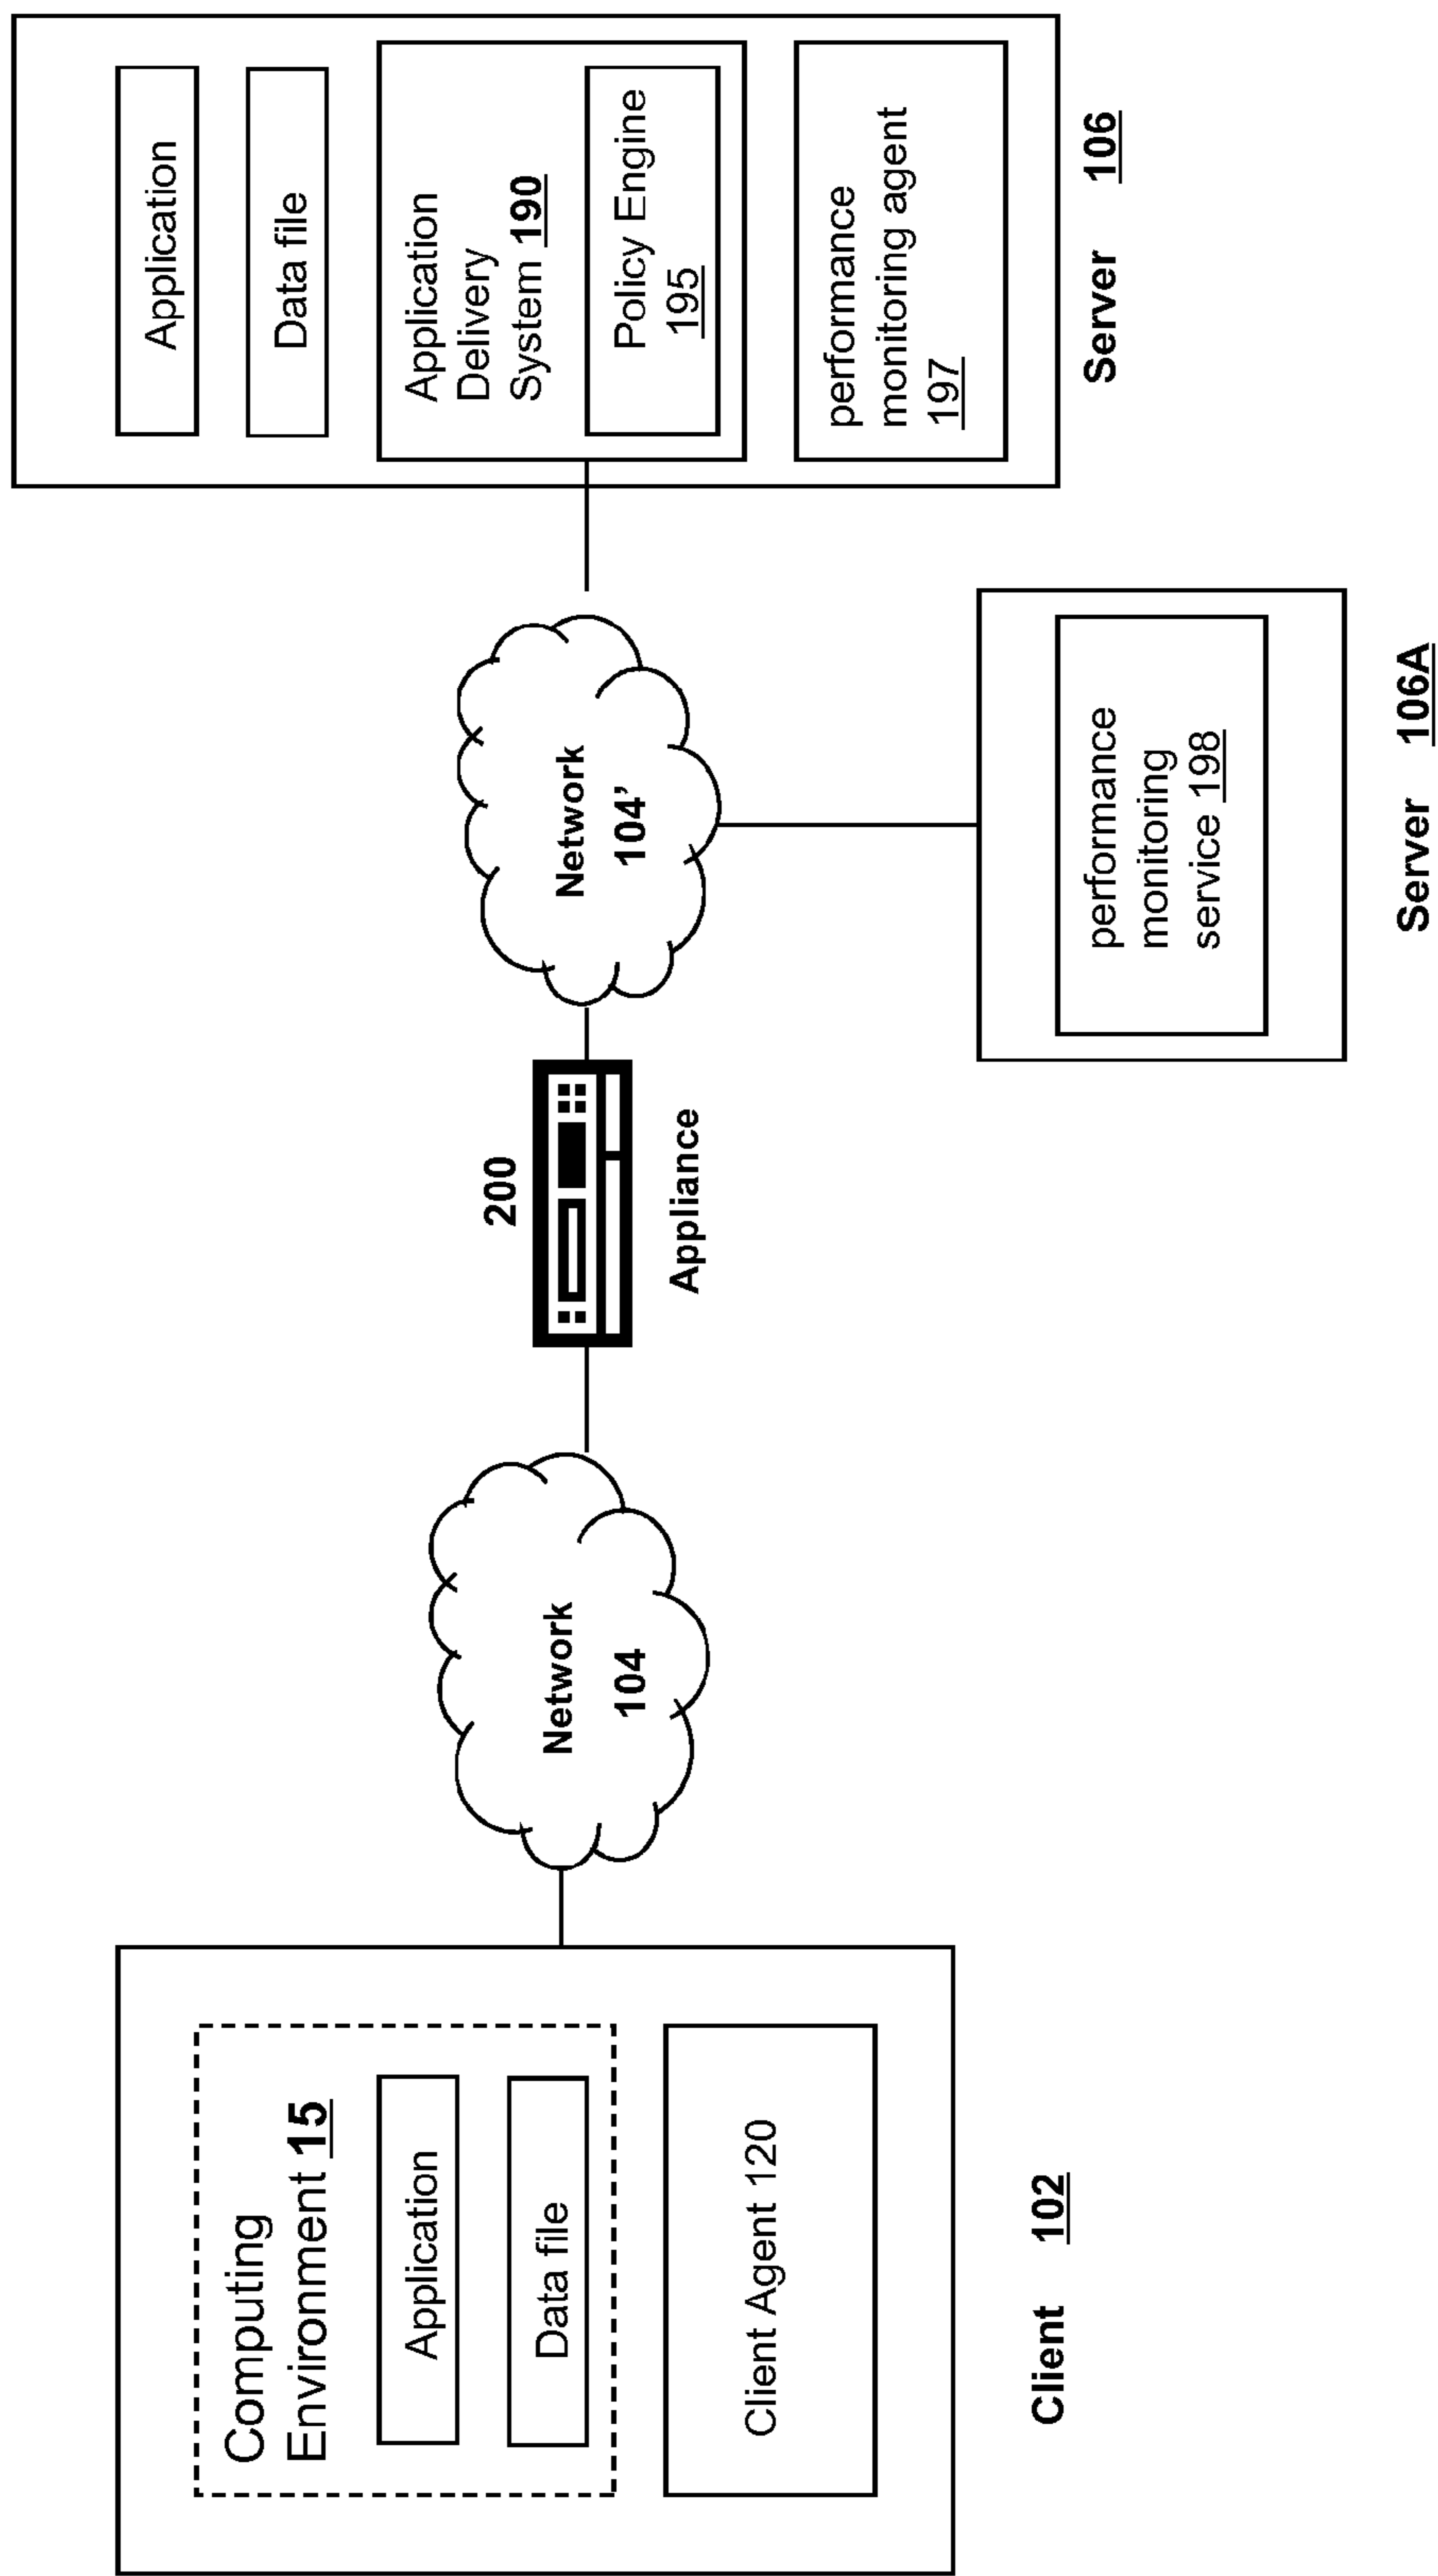 Computing
Environment 15
Application
Data file
Client Agent 120
Client 102
Network
104
200
Appliance
Network
104’
performance
monitoring
service 198
Server 106A
Application
Data file
Application
Delivery
System 190
Policy Engine
195
performance
monitoring agent
197
Server 106